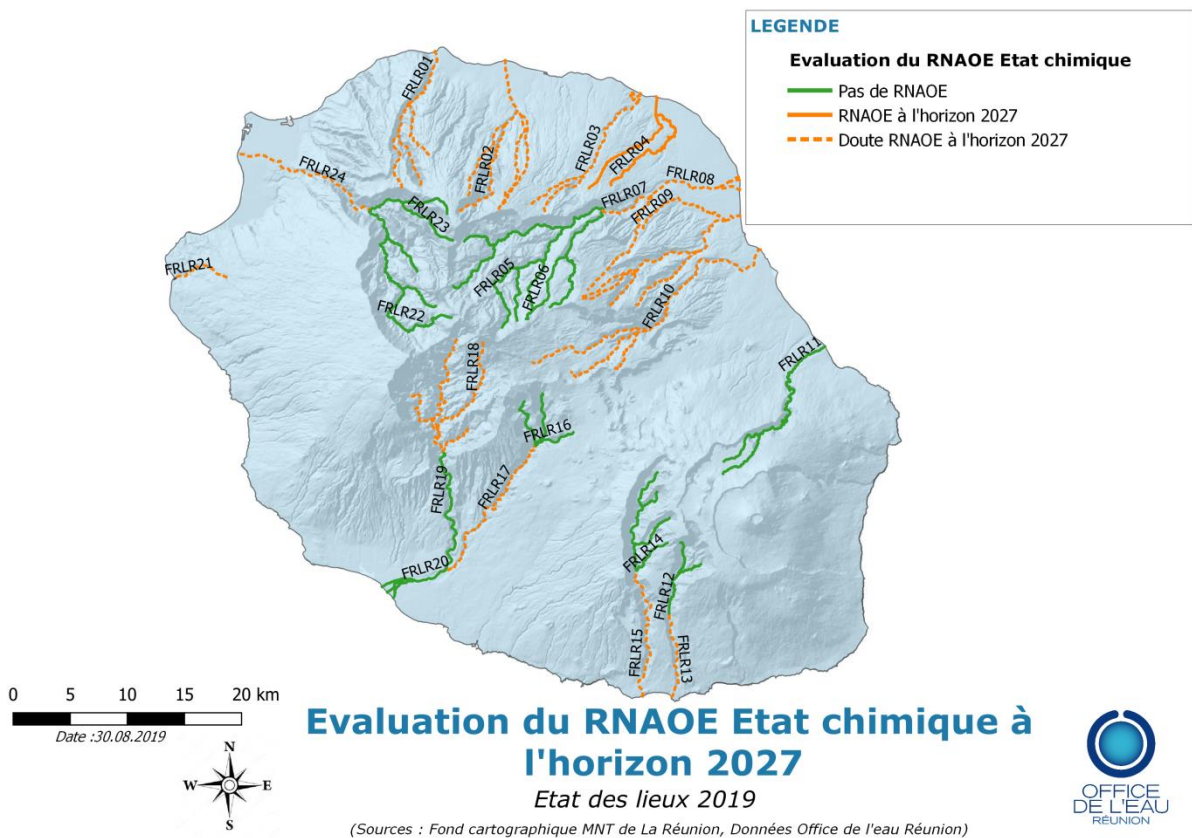 LEGENDE
Evaluation du RNAOE Etat chimique
Pas de RNAOE
RNAOE à l'horizon 2027
Doute RNAOE à l'horizon 2027
FRLR01
FRLR02
FRLR03
FRLR04
FRLR24
FRLR07
FRLR08
FRLR09
FRLR23
FRLR21
FRLR05
FRLR06
FRLR22
FRLR10
FRLR18
FRLR11
FRLR16
FRLR19
FRLR17
FRLR14
FRLR20
FRLR12
FRLR15
FRLR13
0 5 10 15 20 km
Date :30.08.2019
N
W E
S
Evaluation du RNAOE Etat chimique à
l'horizon 2027
Etat des lieux 2019
(Sources : Fond cartographique MNT de La Réunion, Données Office de l'eau Réunion)
OFFICE
DE L'EAU
RÉUNION